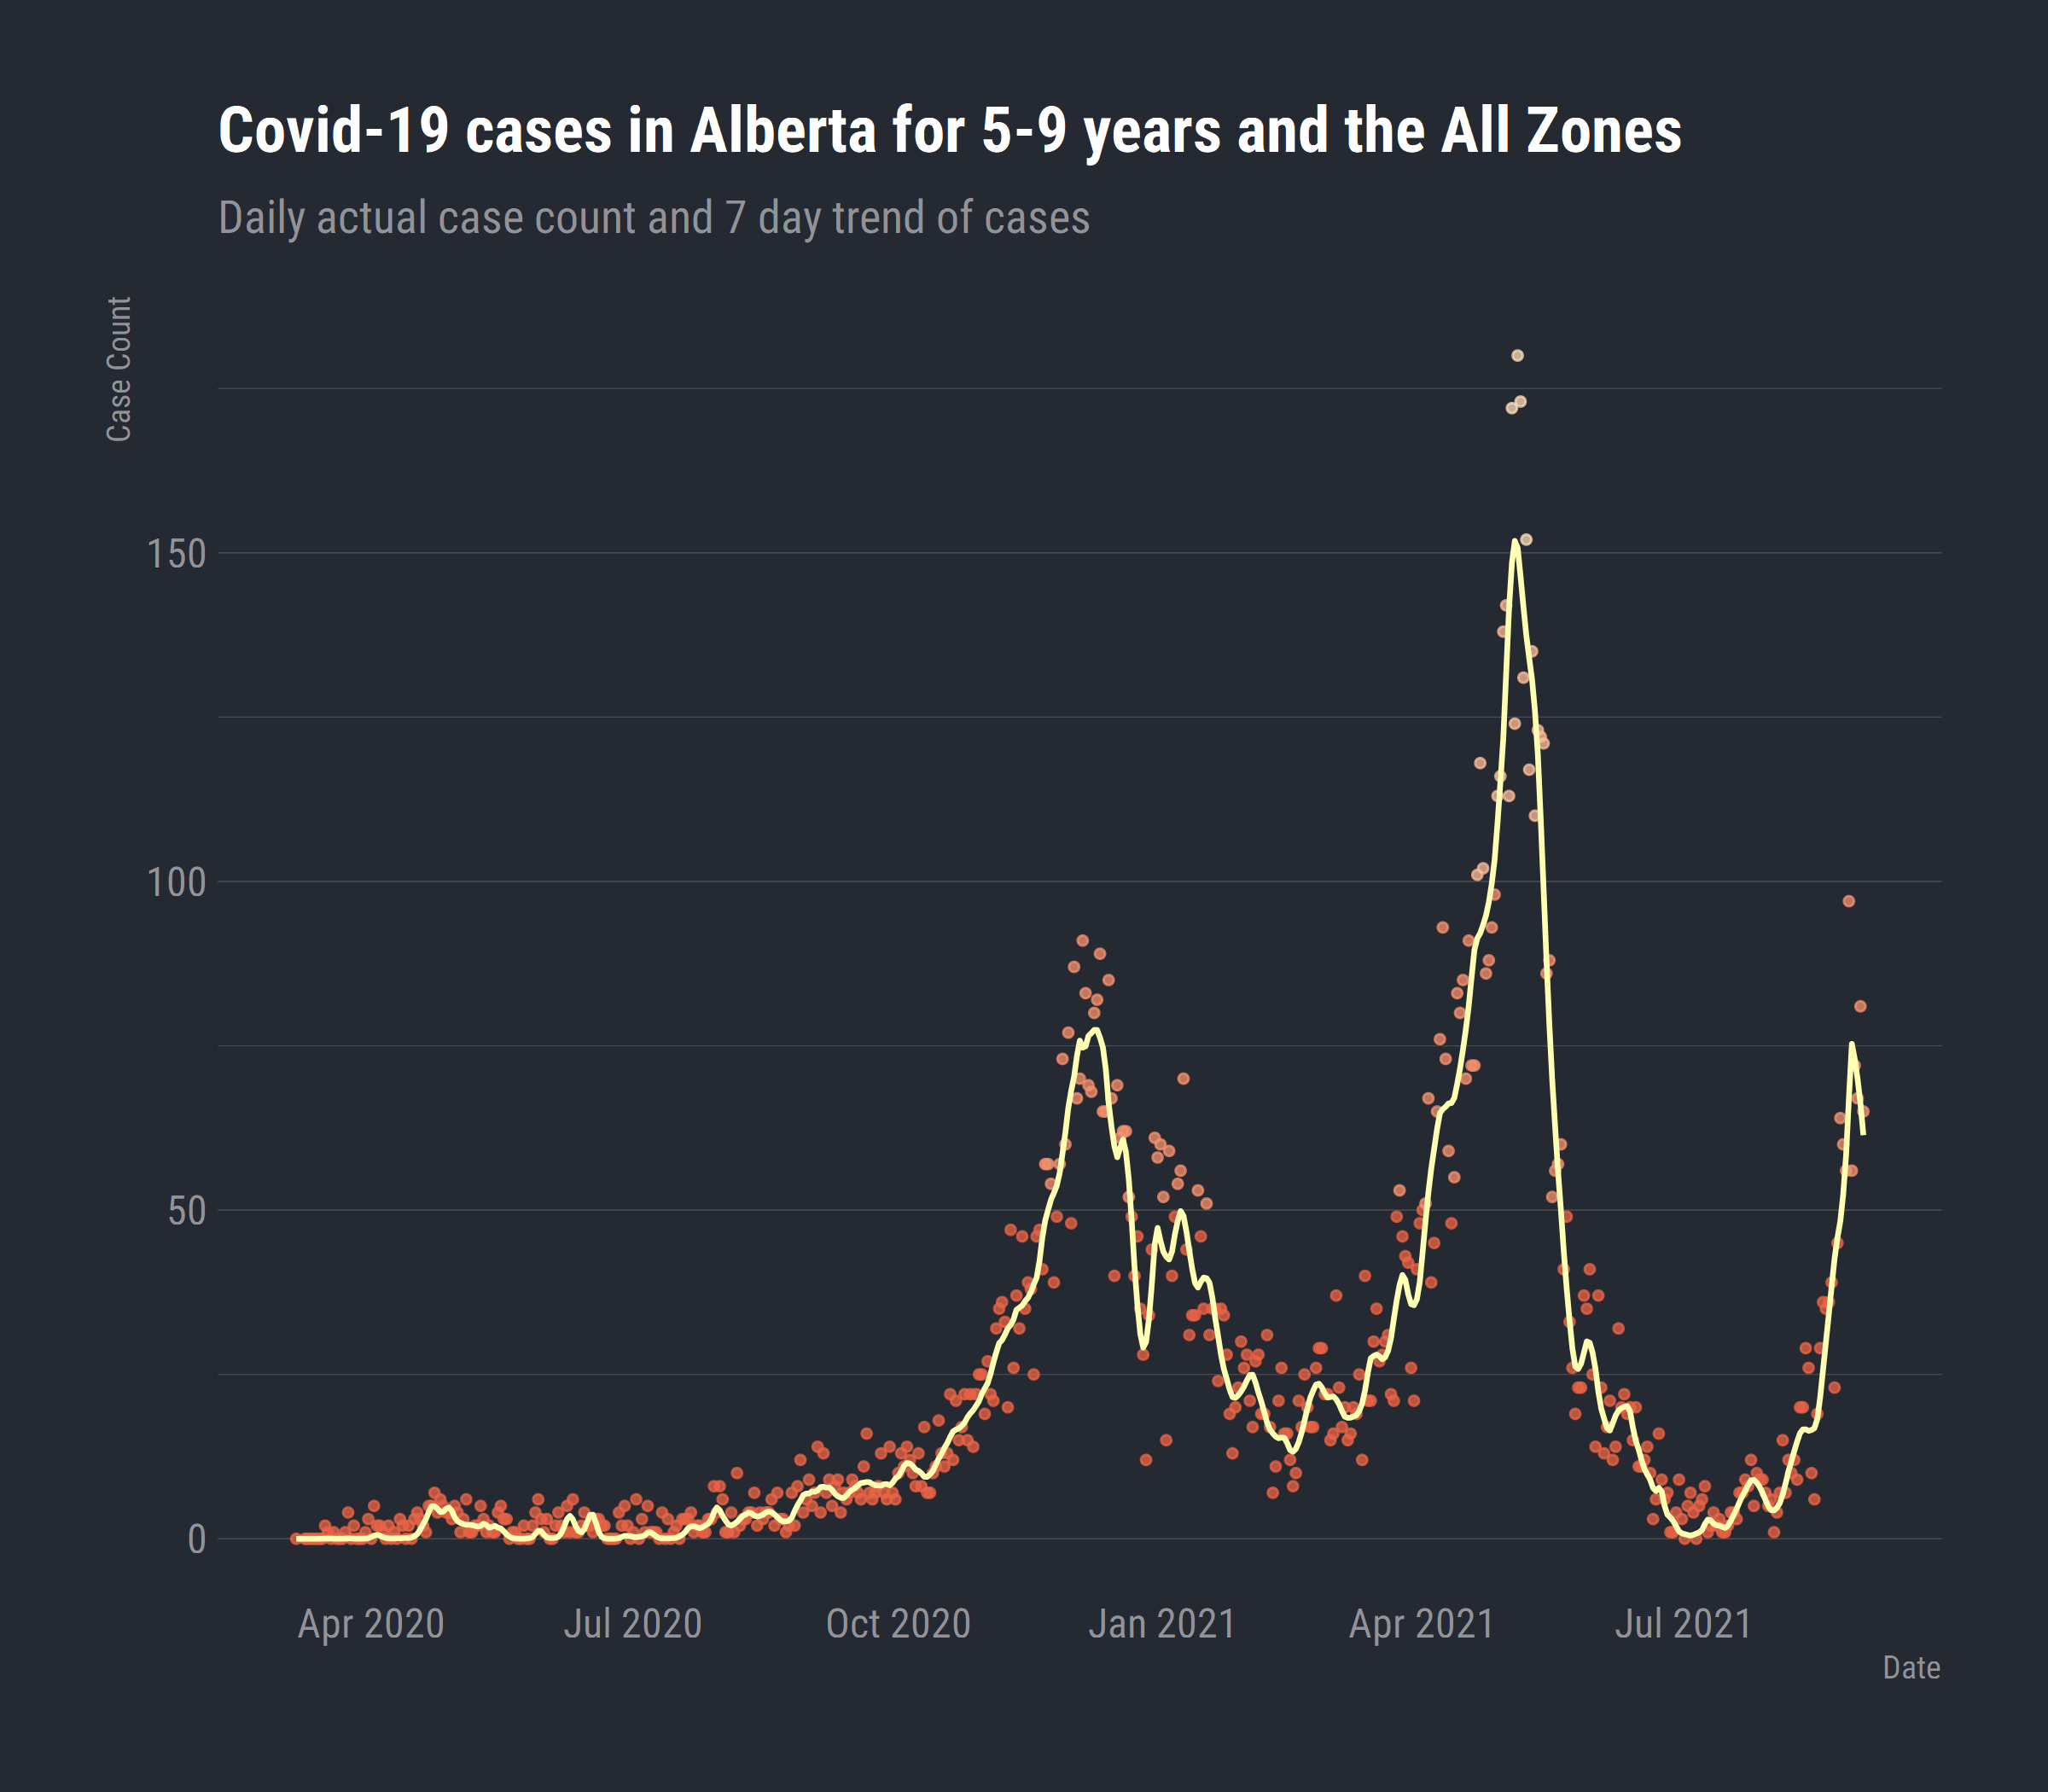 Covid-19 cases in Alberta for 5-9 years and the All Zones
Daily actual case count and 7 day trend of cases
Case Count
150
100
50
0
Apr 2020 Jul 2020 Oct 2020 Jan 2021 Apr 2021 Jul 2021
Date